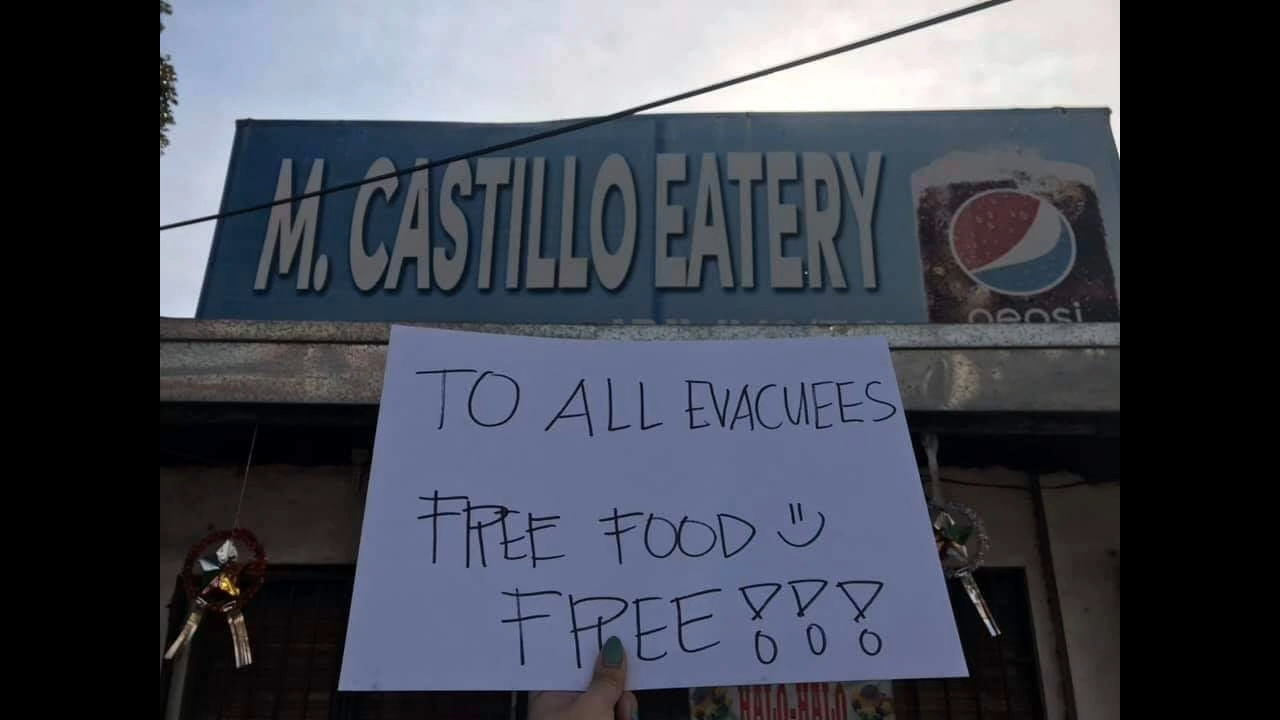 M. CASTILLO EATERY
pepsi
TO ALL EVACUEES
FREE FOOD
FREE!!!
HALO-HALO